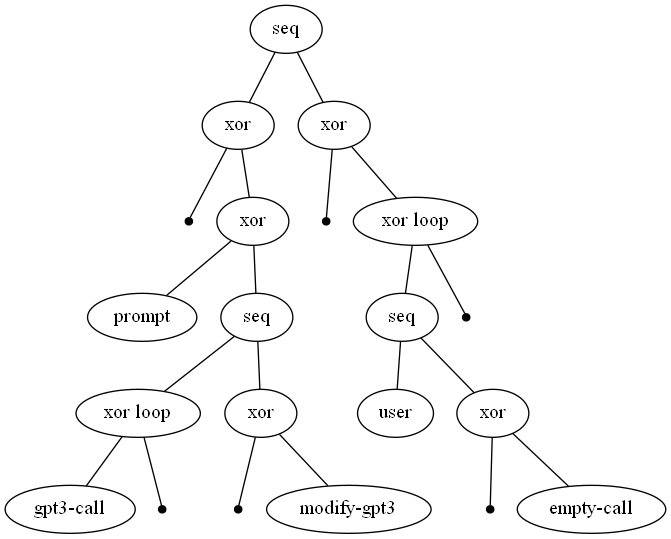 seq
xor xor
xor xor loop
prompt seq seq
xor loop xor user xor
gpt3-call modify-gpt3 empty-call